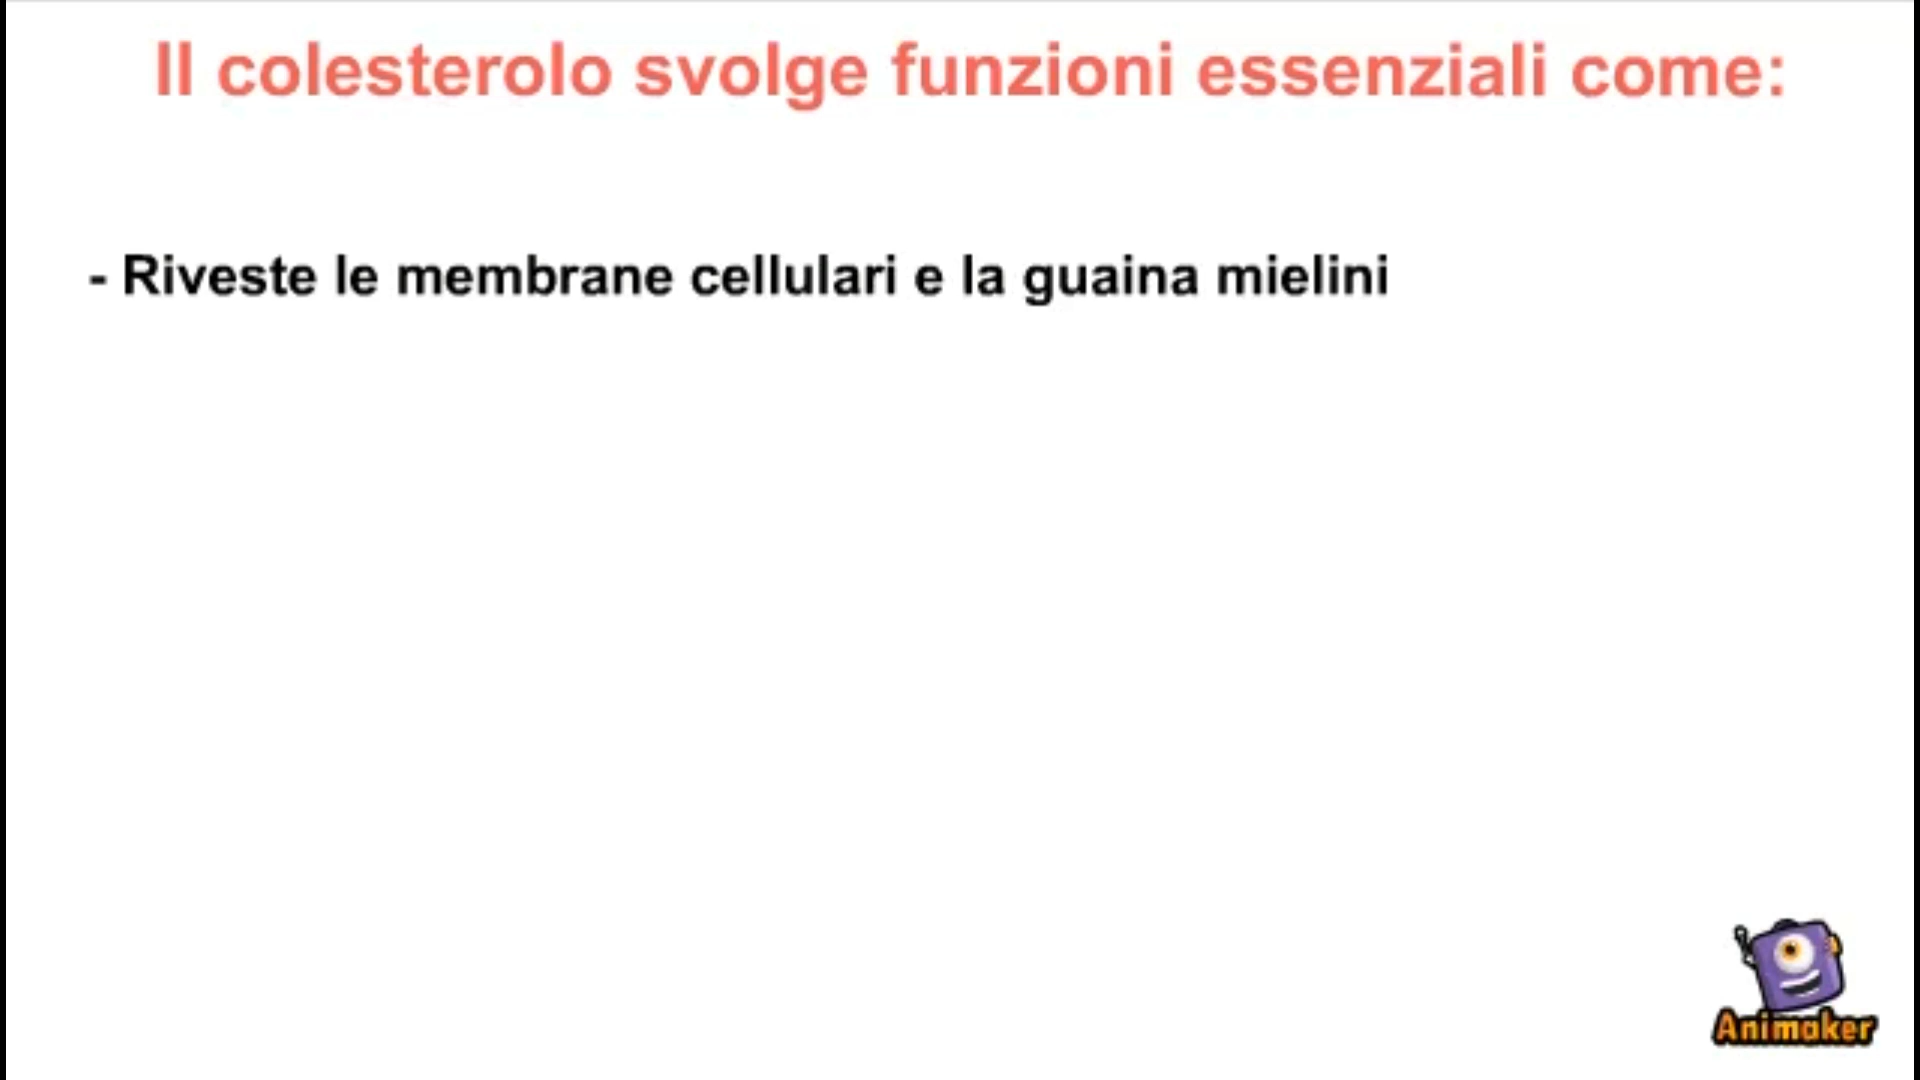 Il colesterolo svolge funzioni essenziali come:
- Riveste le membrane cellulari e la guaina mielini
Animaker